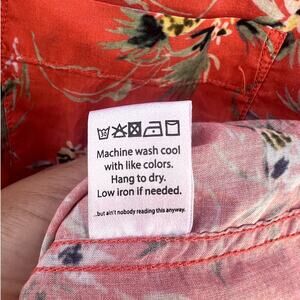 Machine wash cool
with like colors.
Hang to dry.
Low iron if needed.
...but ain't nobody reading this anyway.